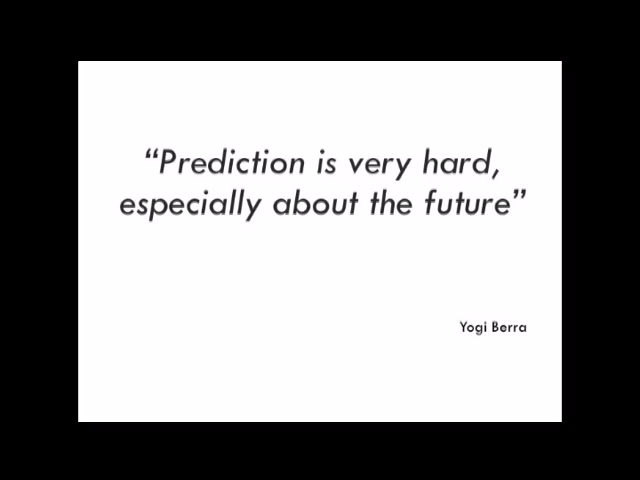 “Prediction is very hard,
especially about the future”
Yogi Berra